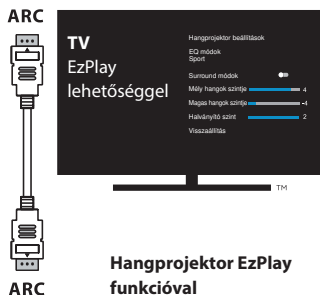 ARC
TV
EzPlay
lehetőséggel
Hangprojektor beállítások
EQ módok
Sport
Surround módok
Mély hangok szintje 4
Magas hangok szintje -4
Halványító szint 2
Visszaállítás
TM
ARC
Hangprojektor EzPlay
funkcióval